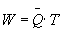 W = Q̄ · T